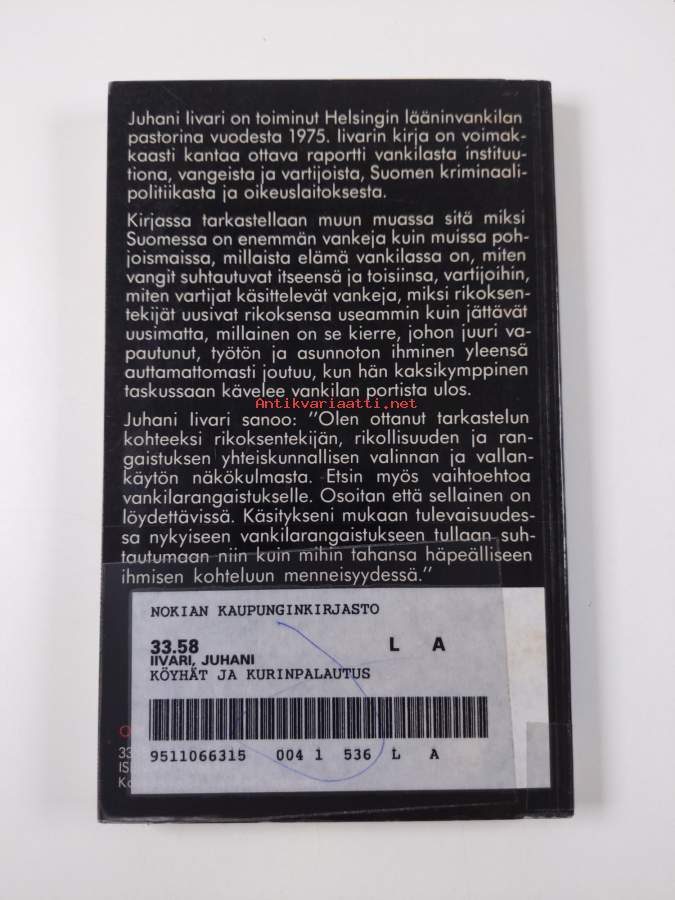 Juhani Iivari on toiminut Helsingin lääninvankilan
pastorina vuodesta 1975. Iivarin kirja on voimak-
kaasti kantaa ottava raportti vankilasta instituu-
tiona, vangeista ja vartijoista, Suomen kriminaali-
politiikasta ja oikeuslaitoksesta.
Kirjassa tarkastellaan muun muassa sitä miksi
Suomessa on enemmän vankeja kuin muissa poh-
joismaissa, millaista elämä vankilassa on, miten
vangit suhtautuvat itseensä ja toisiinsa, vartijoihin,
miten vartijat käsittelevät vankeja, miksi rikoksen-
tekijät uusivat rikoksensa useammin kuin jättävät
uusimatta, millainen on se kierre, johon juuri va-
pautunut, työtön ja asunnoton ihminen yleensä
auttamattomasti joutuu, kun hän kaksikymppinen
taskussaan kävelee vankilan portista ulos.
Antikvariaatti.net
Juhani Iivari sanoo: ”Olen ottanut tarkastelun
kohteeksi rikoksentekijän, rikollisuuden ja ran-
gaistuksen yhteiskunnallisen valinnan ja vallan-
käytön näkökulmasta. Etsin myös vaihtoehtoa
vankilarangaistukselle. Osoitan että sellainen on
löydettävissä. Käsitykseni mukaan tulevaisuudes-
sa nykyiseen vankilarangaistukseen tullaan suh-
tautumaan niin kuin mihin tahansa häpeälliseen
ihmisen kohteluun menneisyydessä.”
NOKIAN KAUPUNGINKIRJASTO
33.58 L A
IIVARI, JUHANI
KÖYHÄT JA KURINPALAUTUS
9511066315 004 1 536 L A